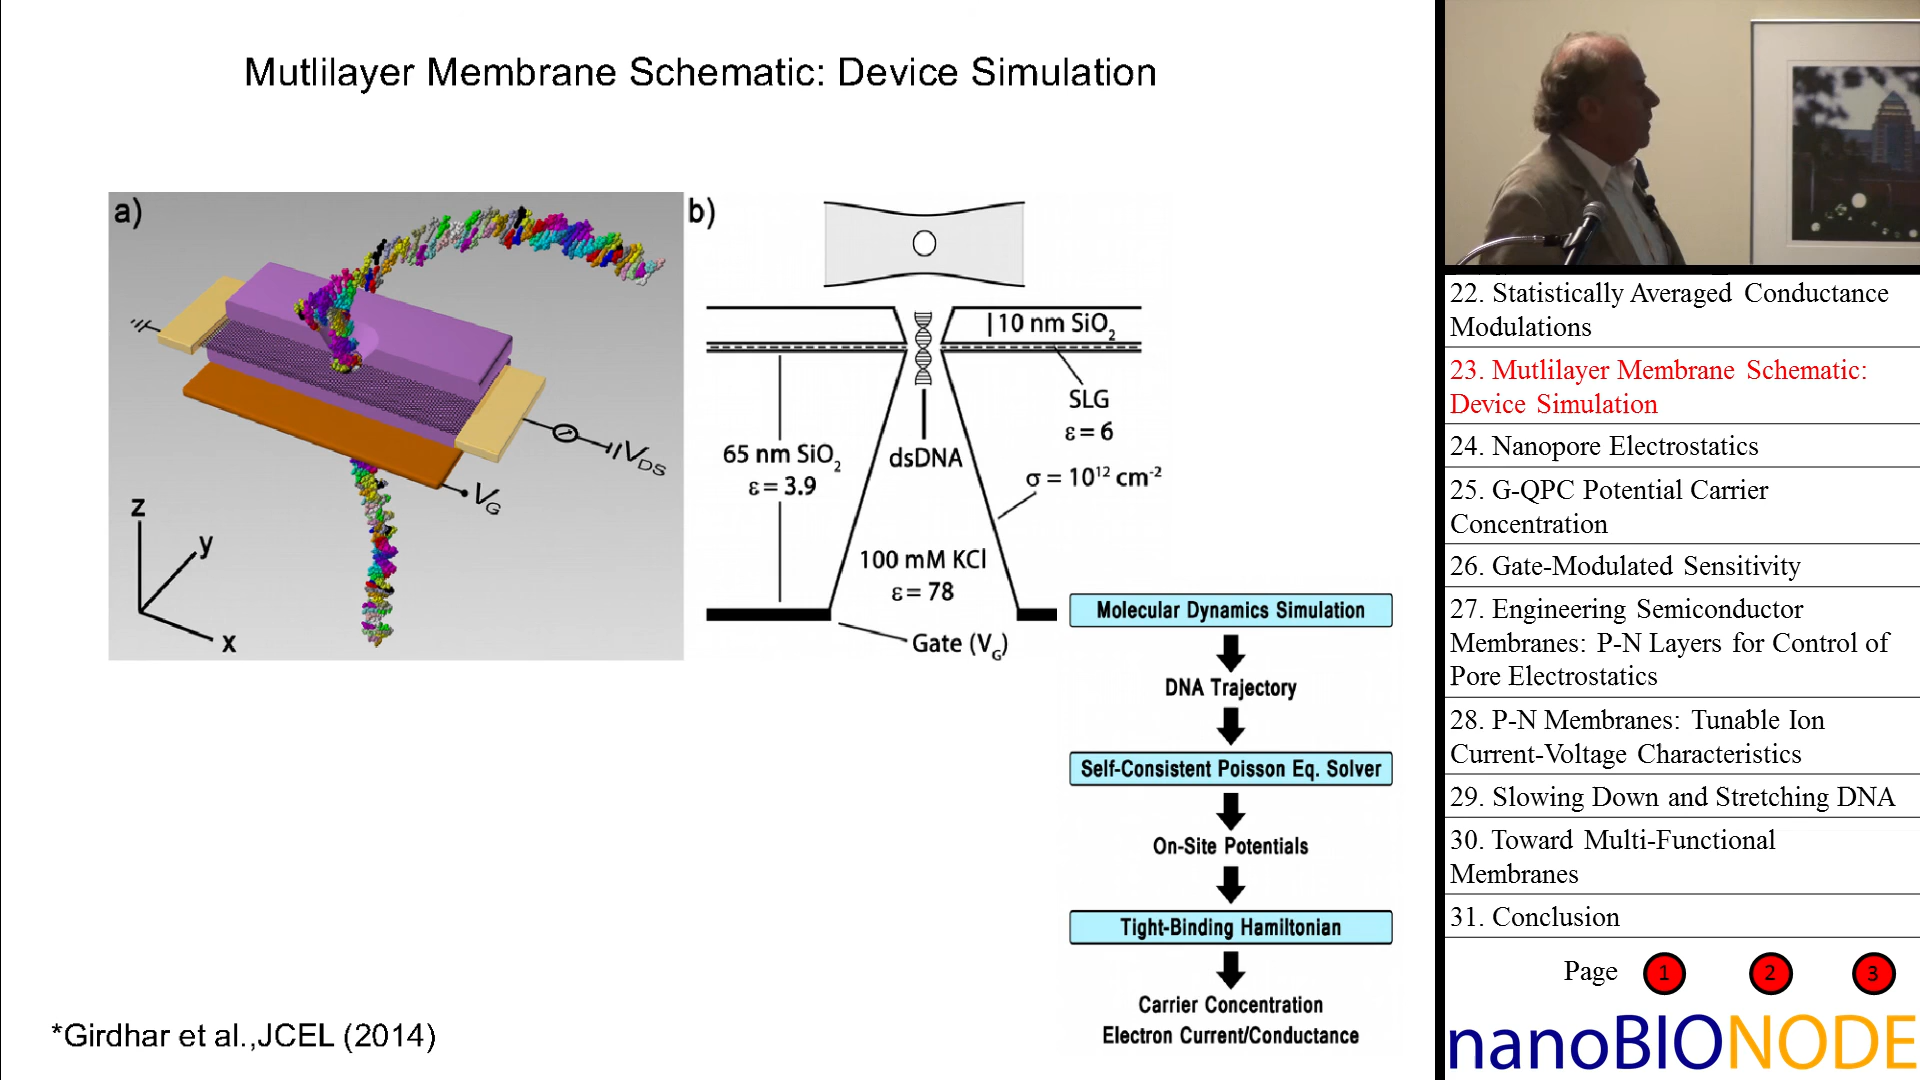 Mutlilayer Membrane Schematic: Device Simulation
a)
V_DS
V_G
z
y
x
b)
10 nm SiO2
SLG
ε = 6
65 nm SiO2
ε = 3.9
dsDNA
σ = 10¹² cm⁻²
100 mM KCl
ε = 78
Gate (V_G)
Molecular Dynamics Simulation
DNA Trajectory
Self-Consistent Poisson Eq. Solver
On-Site Potentials
Tight-Binding Hamiltonian
Carrier Concentration
Electron Current/Conductance
*Girdhar et al.,JCEL (2014)
22. Statistically Averaged Conductance
Modulations
23. Mutlilayer Membrane Schematic:
Device Simulation
24. Nanopore Electrostatics
25. G-QPC Potential Carrier
Concentration
26. Gate-Modulated Sensitivity
27. Engineering Semiconductor
Membranes: P-N Layers for Control of
Pore Electrostatics
28. P-N Membranes: Tunable Ion
Current-Voltage Characteristics
29. Slowing Down and Stretching DNA
30. Toward Multi-Functional
Membranes
31. Conclusion
Page 1 2 3
nanoBIONODE